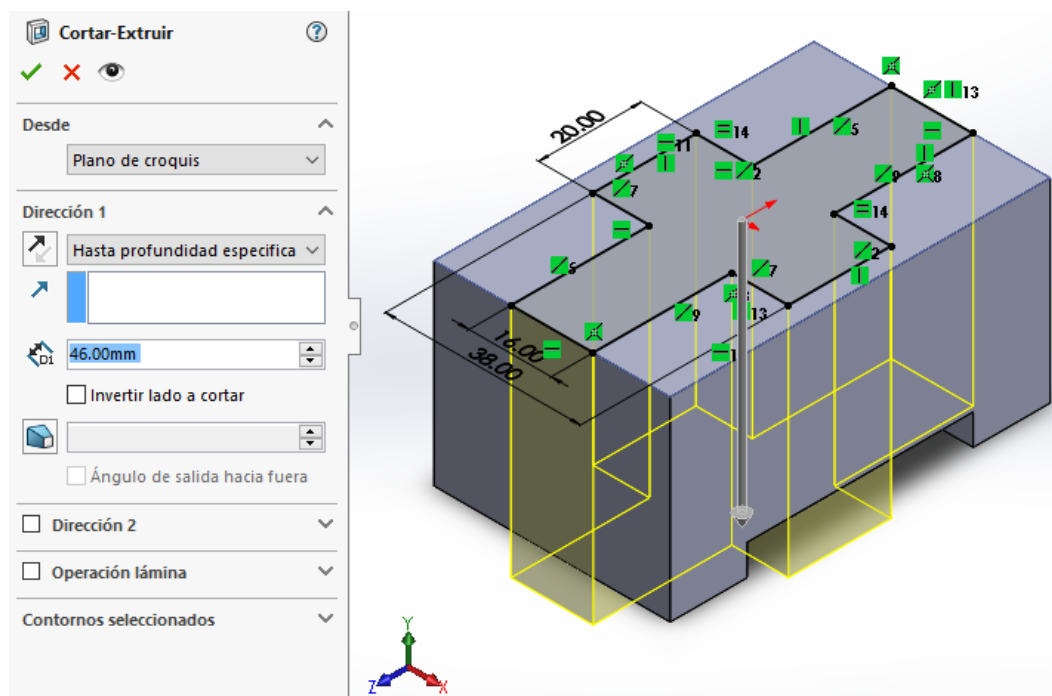 Cortar-Extruir
Desde
Plano de croquis
Dirección 1
Hasta profundidad especifica
D1
46.00mm
Invertir lado a cortar
Ángulo de salida hacia fuera
Dirección 2
Operación lámina
Contornos seleccionados
20.00
11
14
5
13
2
7
9
8
14
2
5
7
13
9
16.00
38.00
1
Y
Z
X